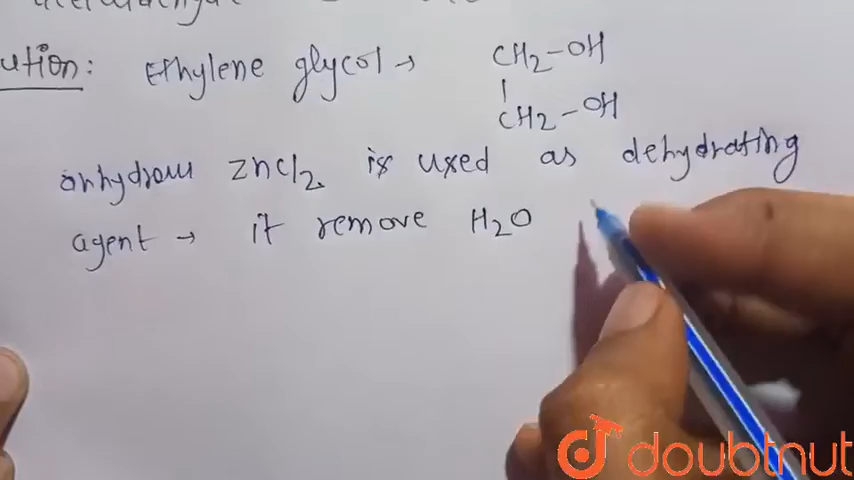 ution: Ethylene glycol → CH2-OH
|
CH2-OH
anhydrous ZnCl2 is used as dehydrating
agent → it remove H2O
doubtnut